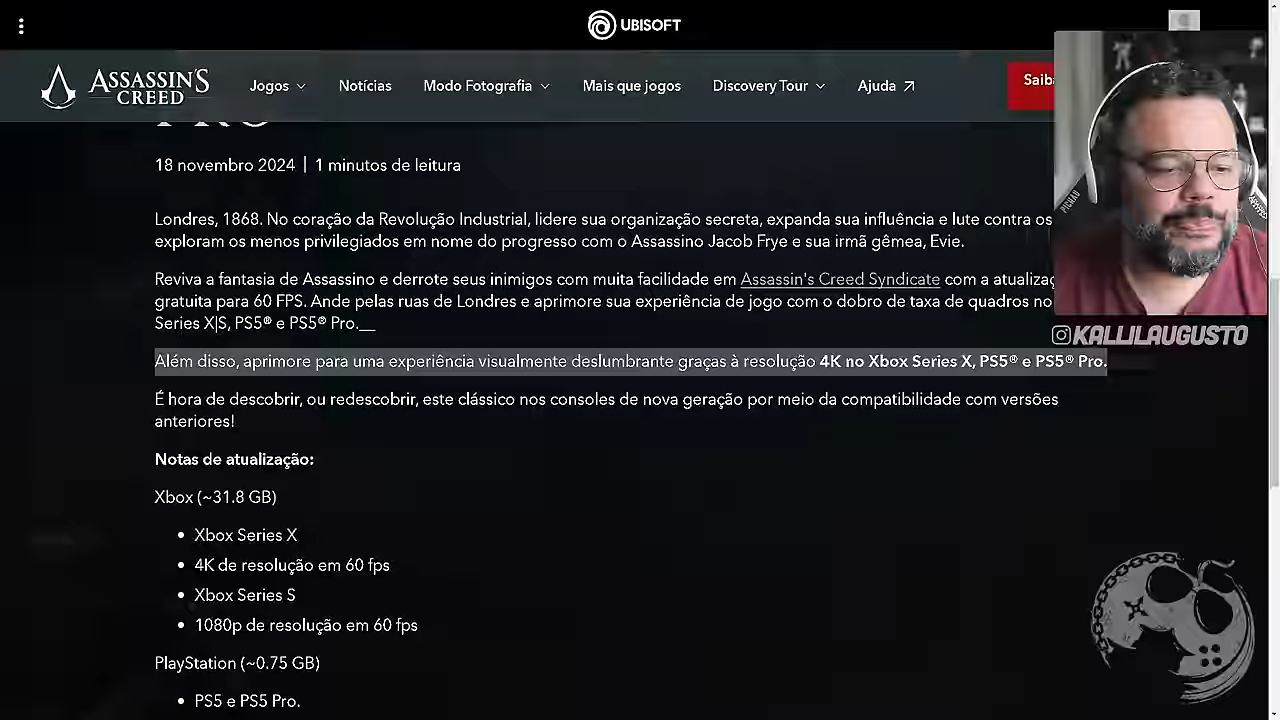 UBISOFT
ASSASSIN'S
CREED
Jogos
Notícias
Modo Fotografia
Mais que jogos
Discovery Tour
Ajuda
PRO
18 novembro 2024 | 1 minutos de leitura
Londres, 1868. No coração da Revolução Industrial, lidere sua organização secreta, expanda sua influência e lute contra os
exploram os menos privilegiados em nome do progresso com o Assassino Jacob Frye e sua irmã gêmea, Evie.
Reviva a fantasia de Assassino e derrote seus inimigos com muita facilidade em Assassin's Creed Syndicate com a
gratuita para 60 FPS. Ande pelas ruas de Londres e aprimore sua experiência de jogo com o dobro de taxa de quadros no
Series X|S, PS5® e PS5® Pro.__
Além disso, aprimore para uma experiência visualmente deslumbrante graças à resolução 4K no Xbox Series X, PS5® e PS5® Pro.
É hora de descobrir, ou redescobrir, este clássico nos consoles de nova geração por meio da compatibilidade com versões
anteriores!
Notas de atualização:
Xbox (~31.8 GB)
• Xbox Series X
• 4K de resolução em 60 fps
• Xbox Series S
• 1080p de resolução em 60 fps
PlayStation (~0.75 GB)
• PS5 e PS5 Pro.
PICHAU
KALLILAUGUSTO